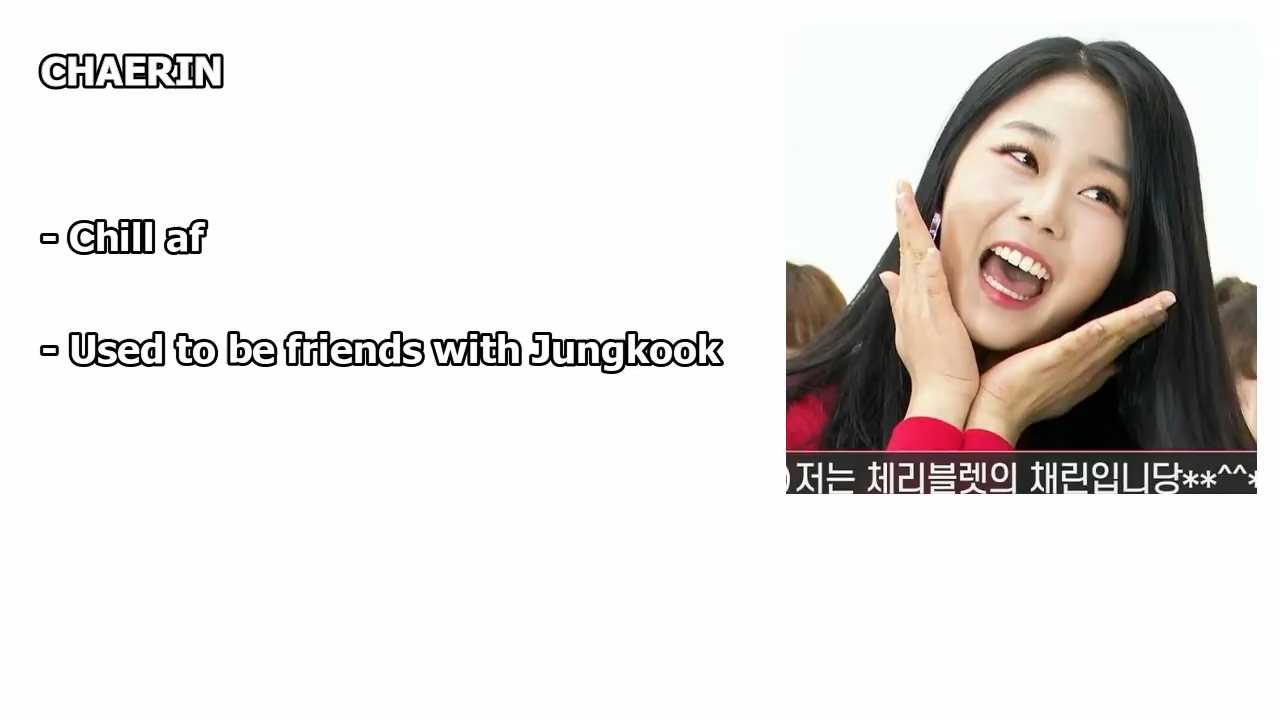 CHAERIN
- Chill af
- Used to be friends with Jungkook
)저는 체리블렛의 채린입니당**^^*